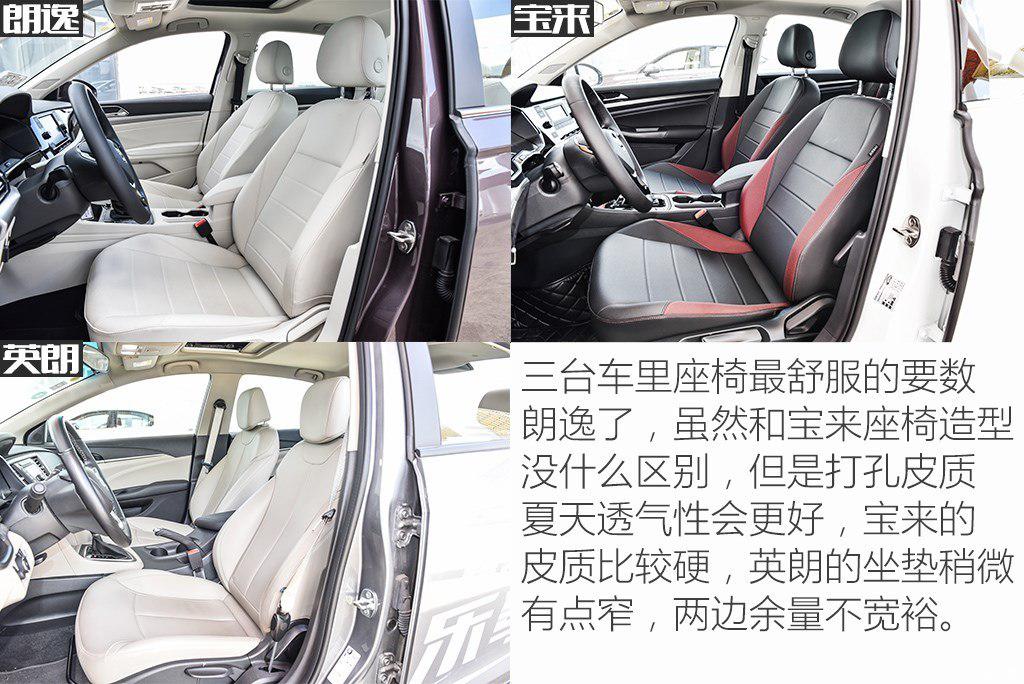 朗逸
宝来
英朗
三台车里座椅最舒服的要数
朗逸了，虽然和宝来座椅造型
没什么区别，但是打孔皮质
夏天透气性会更好，宝来的
皮质比较硬，英朗的坐垫稍微
有点窄，两边余量不宽裕。